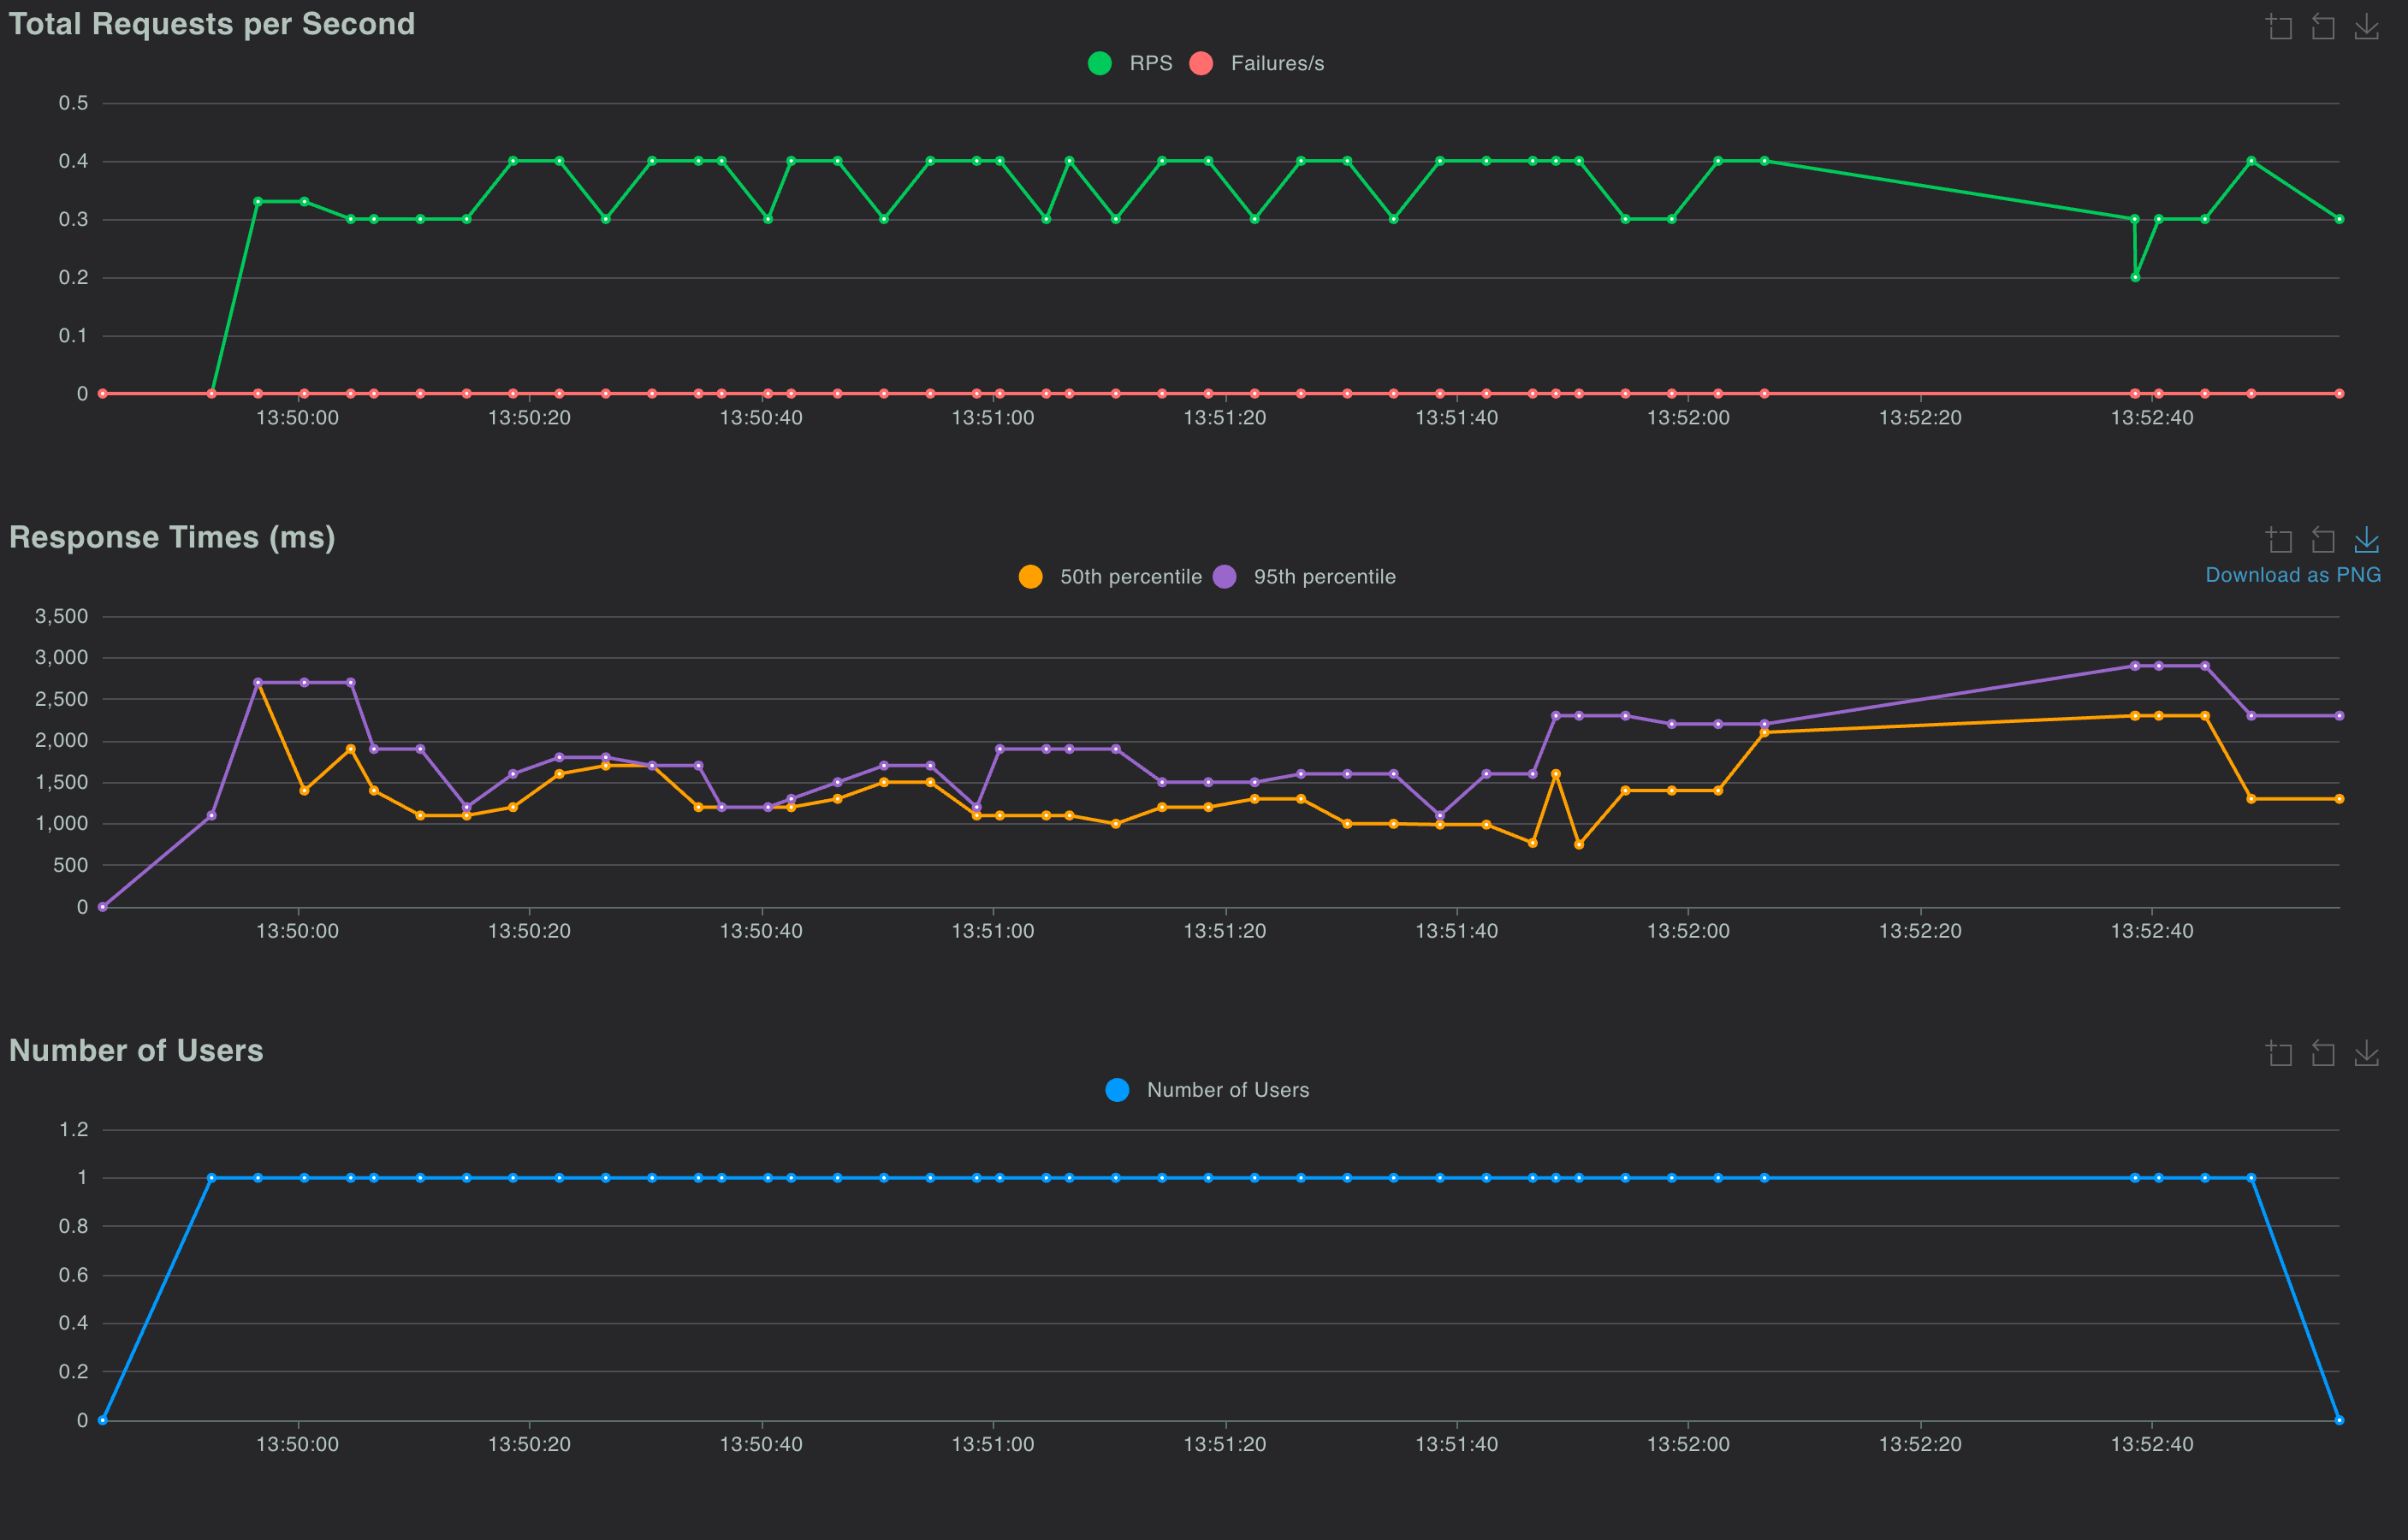 Total Requests per Second
RPS Failures/s
0.5
0.4
0.3
0.2
0.1
0
13:50:00 13:50:20 13:50:40 13:51:00 13:51:20 13:51:40 13:52:00 13:52:20 13:52:40
Response Times (ms)
Download as PNG
50th percentile 95th percentile
3,500
3,000
2,500
2,000
1,500
1,000
500
0
13:50:00 13:50:20 13:50:40 13:51:00 13:51:20 13:51:40 13:52:00 13:52:20 13:52:40
Number of Users
Number of Users
1.2
1
0.8
0.6
0.4
0.2
0
13:50:00 13:50:20 13:50:40 13:51:00 13:51:20 13:51:40 13:52:00 13:52:20 13:52:40